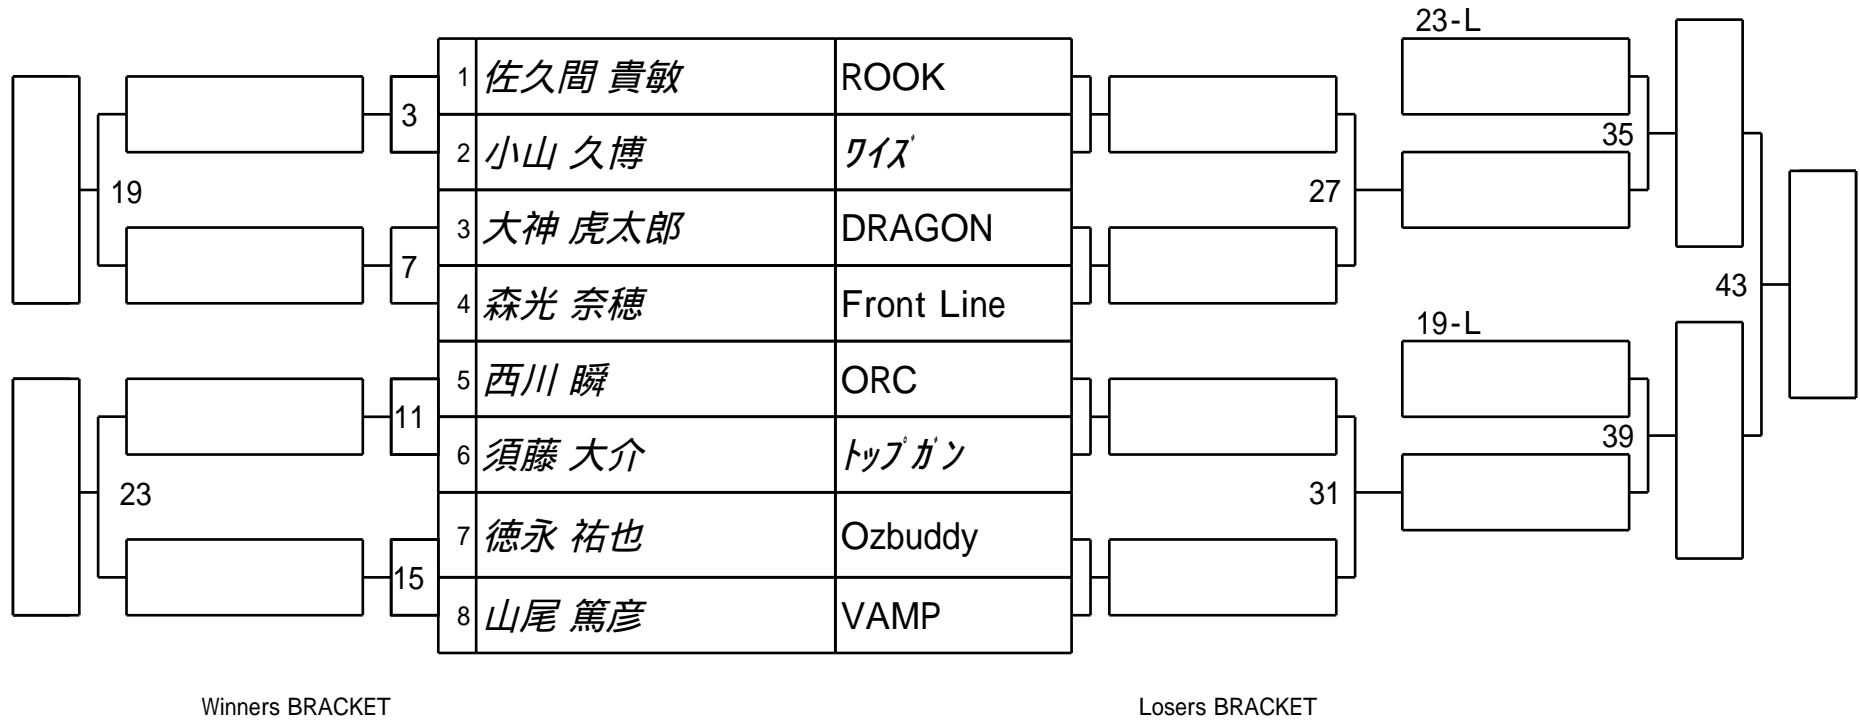 23-L
1 佐久間 貴敏 ROOK
3
35
2 小山 久博 ﾜｲｽﾞ
19
27
3 大神 虎太郎 DRAGON
7
4 森光 奈穂 Front Line
43
19-L
5 西川 瞬 ORC
11
39
6 須藤 大介 ﾄｯﾌﾟｶﾞﾝ
23
31
7 徳永 祐也 Ozbuddy
15
8 山尾 篤彦 VAMP
Winners BRACKET
Losers BRACKET